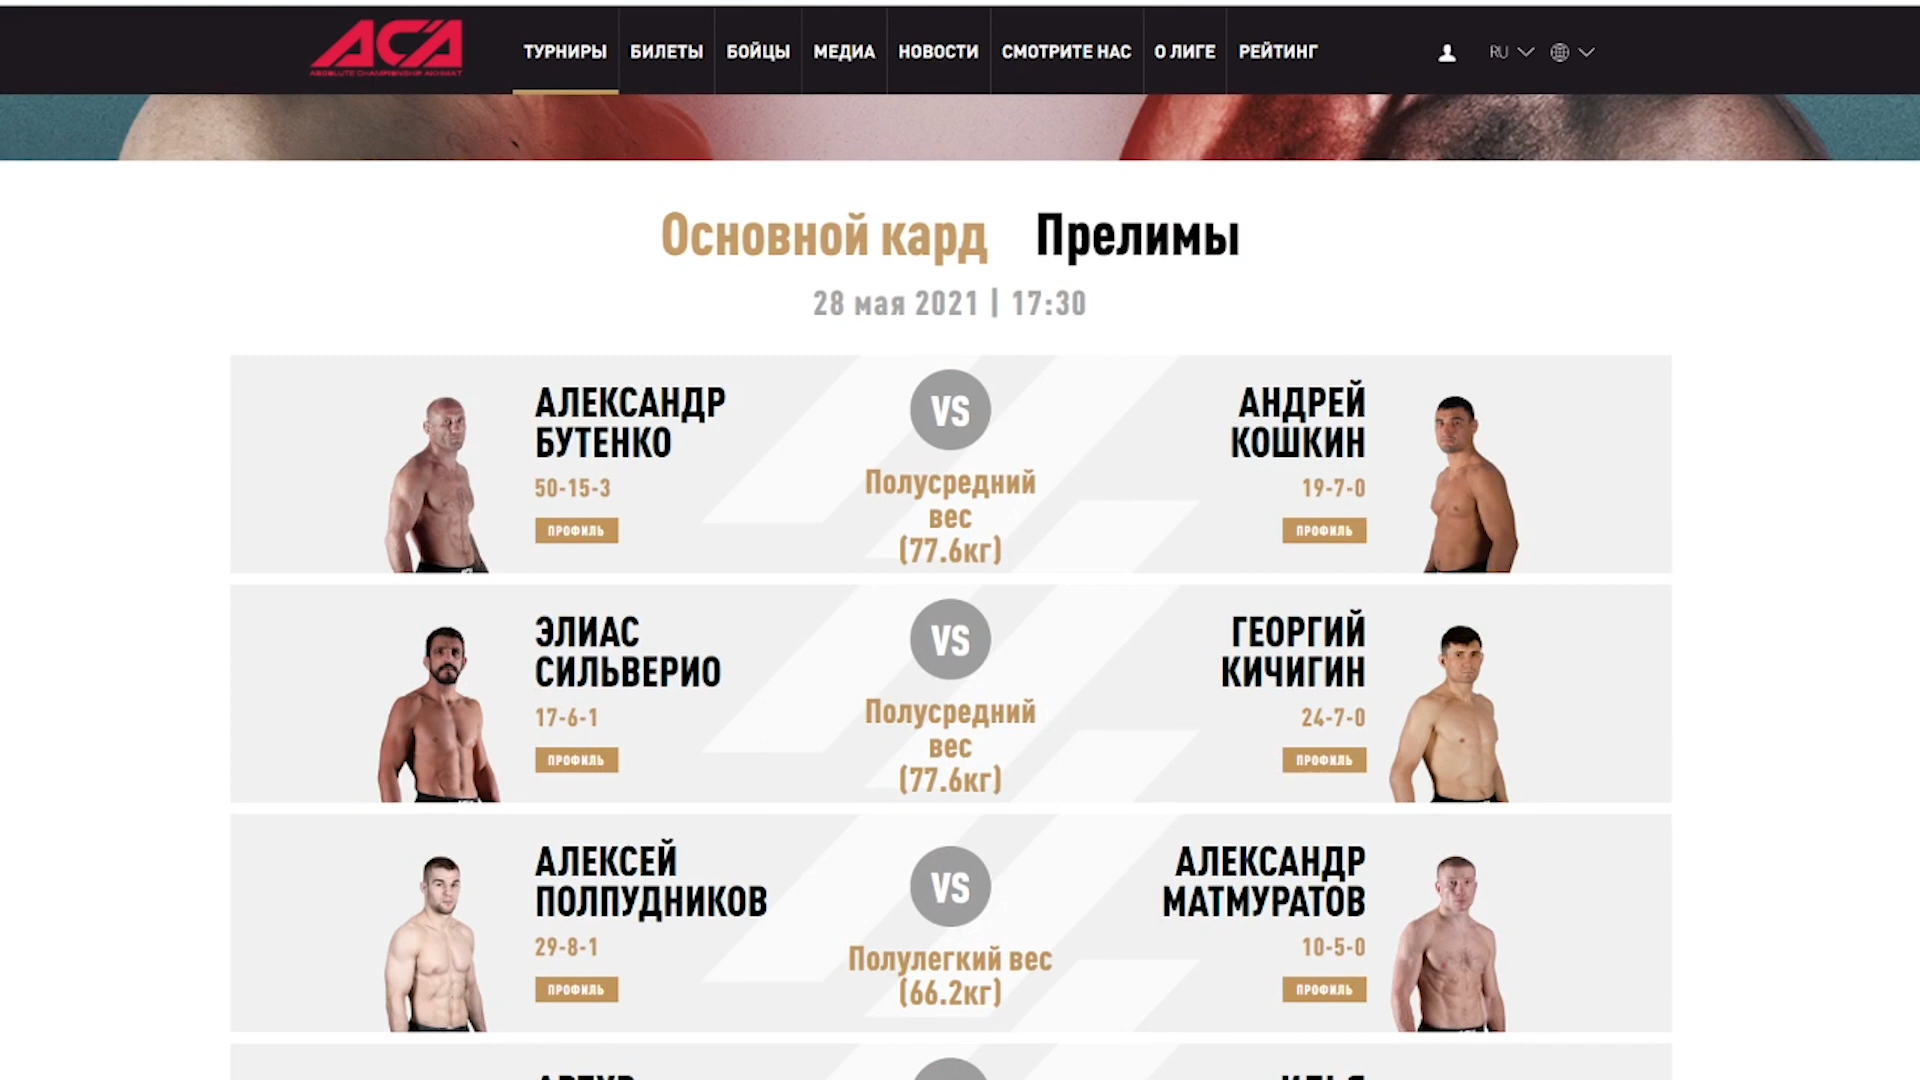 ACA
ABSOLUTE CHAMPIONSHIP AKHMAT
ТУРНИРЫ БИЛЕТЫ БОЙЦЫ МЕДИА НОВОСТИ СМОТРИТЕ НАС О ЛИГЕ РЕЙТИНГ RU
Основной кард Прелимы
28 мая 2021 | 17:30
АЛЕКСАНДР
БУТЕНКО
50-15-3
ПРОФИЛЬ
VS
Полусредний
вес
(77.6кг)
АНДРЕЙ
КОШКИН
19-7-0
ПРОФИЛЬ
ЭЛИАС
СИЛЬВЕРИО
17-6-1
ПРОФИЛЬ
VS
Полусредний
вес
(77.6кг)
ГЕОРГИЙ
КИЧИГИН
24-7-0
ПРОФИЛЬ
АЛЕКСЕЙ
ПОЛПУДНИКОВ
29-8-1
ПРОФИЛЬ
VS
Полулегкий вес
(66.2кг)
АЛЕКСАНДР
МАТМУРАТОВ
10-5-0
ПРОФИЛЬ